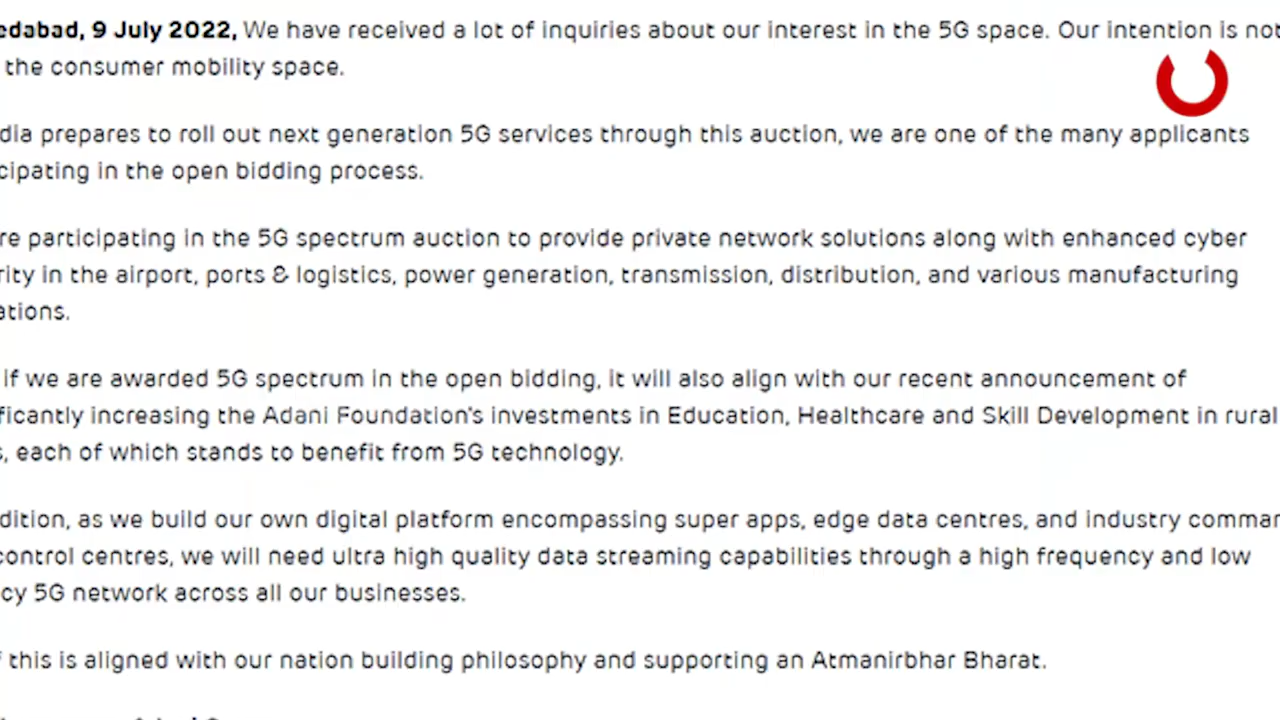 edabad, 9 July 2022, We have received a lot of inquiries about our interest in the 5G space. Our intention is not
the consumer mobility space.
dia prepares to roll out next generation 5G services through this auction, we are one of the many applicants
cipating in the open bidding process.
re participating in the 5G spectrum auction to provide private network solutions along with enhanced cyber
rity in the airport, ports & logistics, power generation, transmission, distribution, and various manufacturing
ations.
if we are awarded 5G spectrum in the open bidding, it will also align with our recent announcement of
ficantly increasing the Adani Foundation's investments in Education, Healthcare and Skill Development in rural
s, each of which stands to benefit from 5G technology.
dition, as we build our own digital platform encompassing super apps, edge data centres, and industry comman
control centres, we will need ultra high quality data streaming capabilities through a high frequency and low
cy 5G network across all our businesses.
f this is aligned with our nation building philosophy and supporting an Atmanirbhar Bharat.